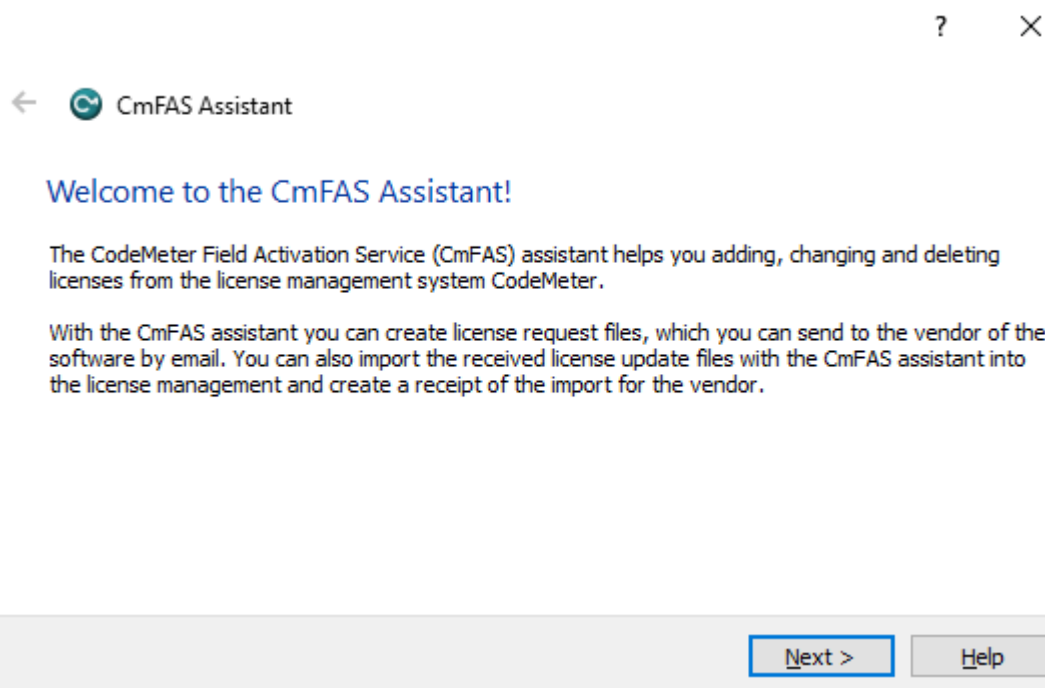 ?
CmFAS Assistant
Welcome to the CmFAS Assistant!
The CodeMeter Field Activation Service (CmFAS) assistant helps you adding, changing and deleting
licenses from the license management system CodeMeter.
With the CmFAS assistant you can create license request files, which you can send to the vendor of the
software by email. You can also import the received license update files with the CmFAS assistant into
the license management and create a receipt of the import for the vendor.
Next >
Help